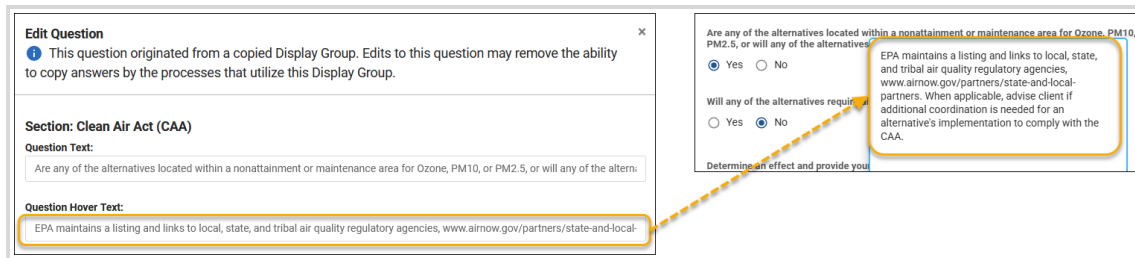 Edit Question
×
This question originated from a copied Display Group. Edits to this question may remove the ability
to copy answers by the processes that utilize this Display Group.
Section: Clean Air Act (CAA)
Question Text:
Are any of the alternatives located within a nonattainment or maintenance area for Ozone, PM10, or PM2.5, or will any of the alterna
Question Hover Text:
EPA maintains a listing and links to local, state, and tribal air quality regulatory agencies, www.airnow.gov/partners/state-and-local-
Are any of the alternatives located within a nonattainment or maintenance area for Ozone, PM10,
PM2.5, or will any of the alternatives
Yes No
EPA maintains a listing and links to local, state,
and tribal air quality regulatory agencies,
www.airnow.gov/partners/state-and-local-
partners. When applicable, advise client if
additional coordination is needed for an
alternative's implementation to comply with the
CAA.
Will any of the alternatives require
Yes No
Determine an effect and provide you